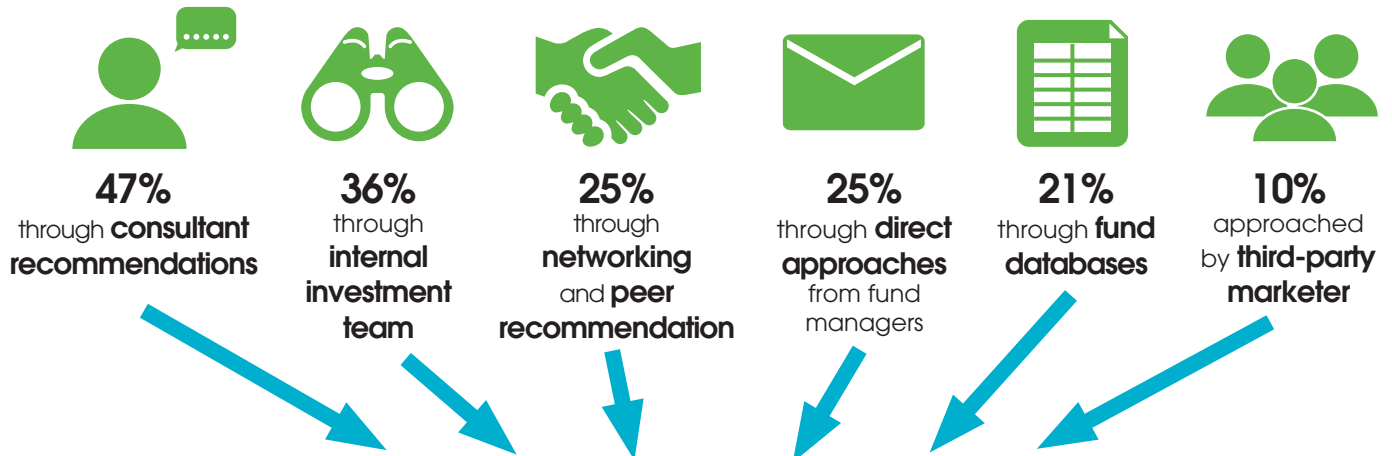 47%
through consultant
recommendations
36%
through
internal
investment
team
25%
through
networking
and peer
recommendation
25%
through direct
approaches
from fund
managers
21%
through fund
databases
10%
approached
by third-party
marketer